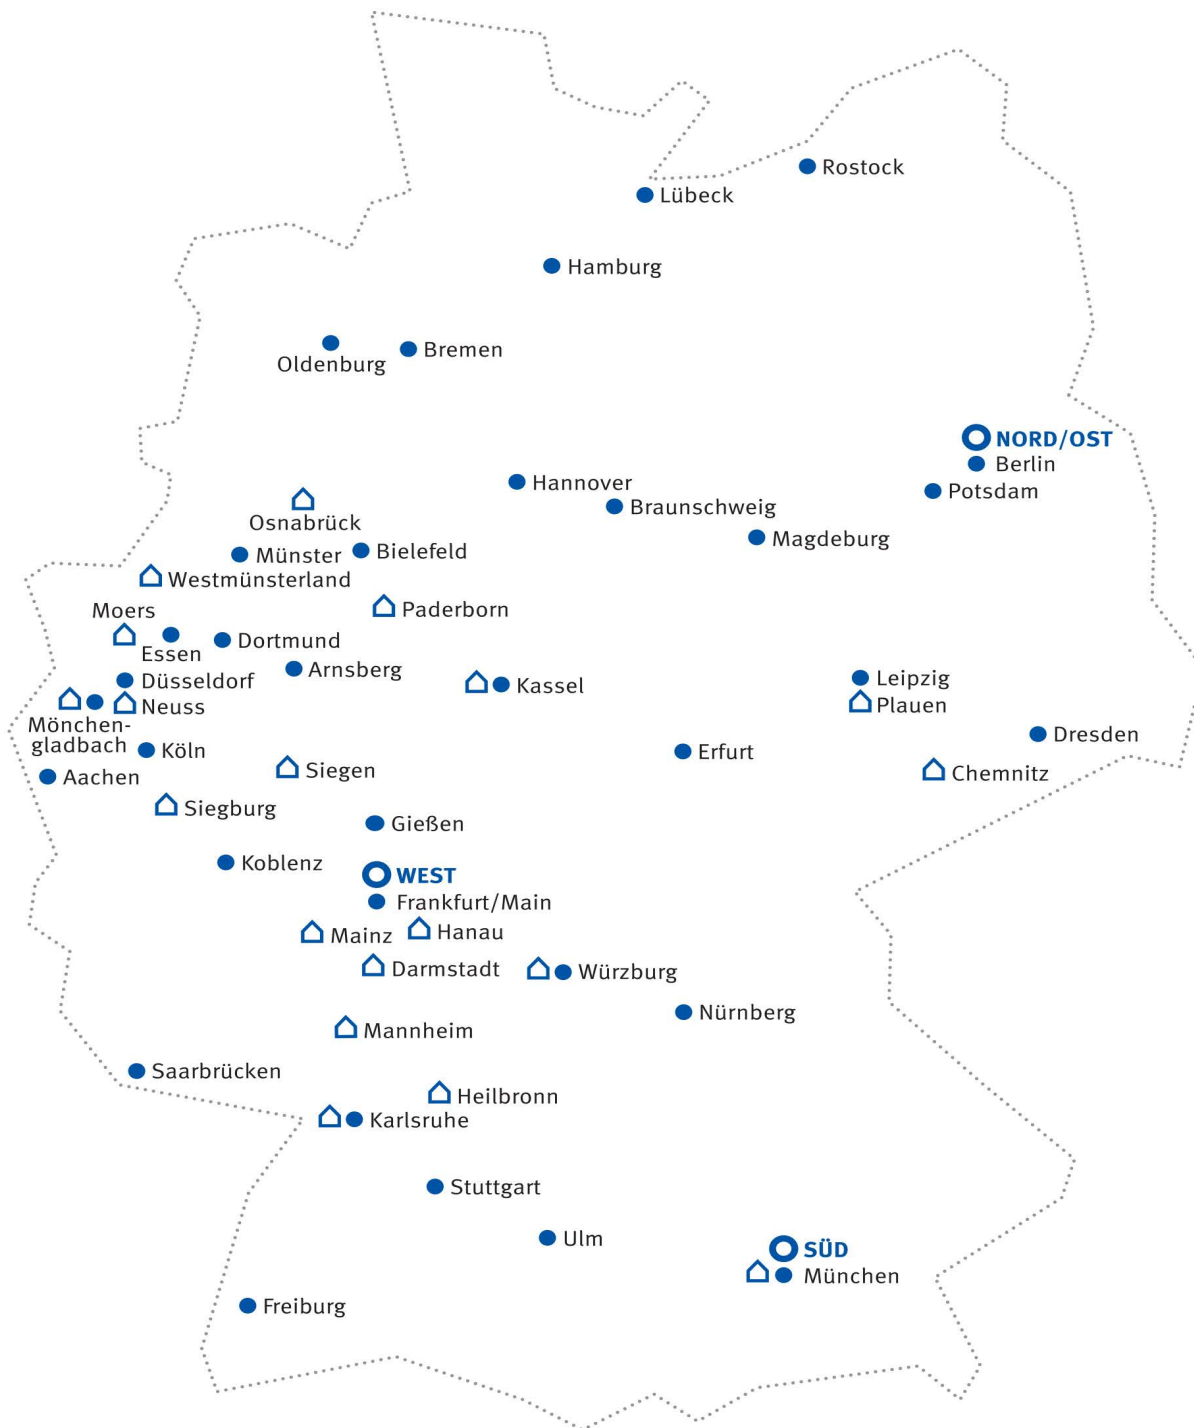 Rostock
Lübeck
Hamburg
Oldenburg
Bremen
NORD/OST
Berlin
Potsdam
Hannover
Braunschweig
Magdeburg
Osnabrück
Münster
Bielefeld
Westmünsterland
Paderborn
Moers
Essen
Dortmund
Arnsberg
Düsseldorf
Neuss
Kassel
Leipzig
Plauen
Mönchen-
gladbach
Köln
Aachen
Erfurt
Dresden
Siegen
Chemnitz
Siegburg
Gießen
Koblenz
WEST
Frankfurt/Main
Mainz
Hanau
Darmstadt
Würzburg
Nürnberg
Mannheim
Saarbrücken
Heilbronn
Karlsruhe
Stuttgart
Ulm
SÜD
München
Freiburg